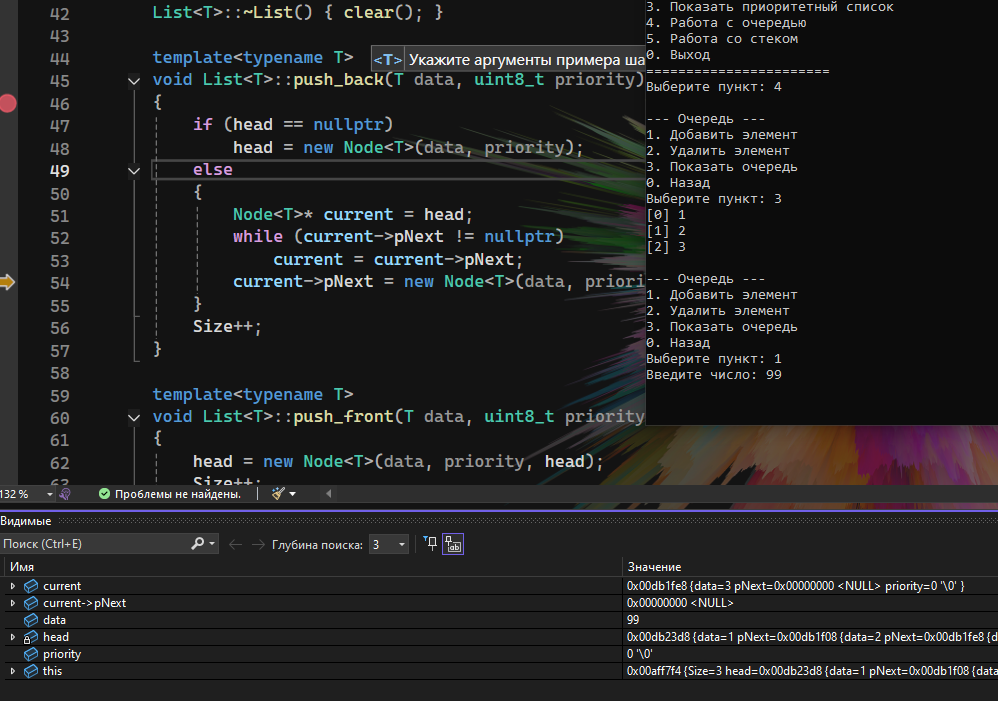 42 List<T>::~List() { clear(); }
43
44 template<typename T> <T> Укажите аргументы примера ша
45 void List<T>::push_back(T data, uint8_t priority)
46 {
47 if (head == nullptr)
48 head = new Node<T>(data, priority);
49 else
50 {
51 Node<T>* current = head;
52 while (current->pNext != nullptr)
53 current = current->pNext;
54 current->pNext = new Node<T>(data, priori
55 }
56 Size++;
57 }
58
59 template<typename T>
60 void List<T>::push_front(T data, uint8_t priority
61 {
62 head = new Node<T>(data, priority, head);
63 Size++;
3. Показать приоритетный список
4. Работа с очередью
5. Работа со стеком
0. Выход
=======================
Выберите пункт: 4
--- Очередь ---
1. Добавить элемент
2. Удалить элемент
3. Показать очередь
0. Назад
Выберите пункт: 3
[0] 1
[1] 2
[2] 3
--- Очередь ---
1. Добавить элемент
2. Удалить элемент
3. Показать очередь
0. Назад
Выберите пункт: 1
Введите число: 99
132 % Проблемы не найдены.
Видимые
Поиск (Ctrl+E) Глубина поиска: 3
Имя Значение
current 0x00db1fe8 {data=3 pNext=0x00000000 <NULL> priority=0 '\0' }
current->pNext 0x00000000 <NULL>
data 99
head 0x00db23d8 {data=1 pNext=0x00db1f08 {data=2 pNext=0x00db1fe8 {d
priority 0 '\0'
this 0x00aff7f4 {Size=3 head=0x00db23d8 {data=1 pNext=0x00db1f08 {data